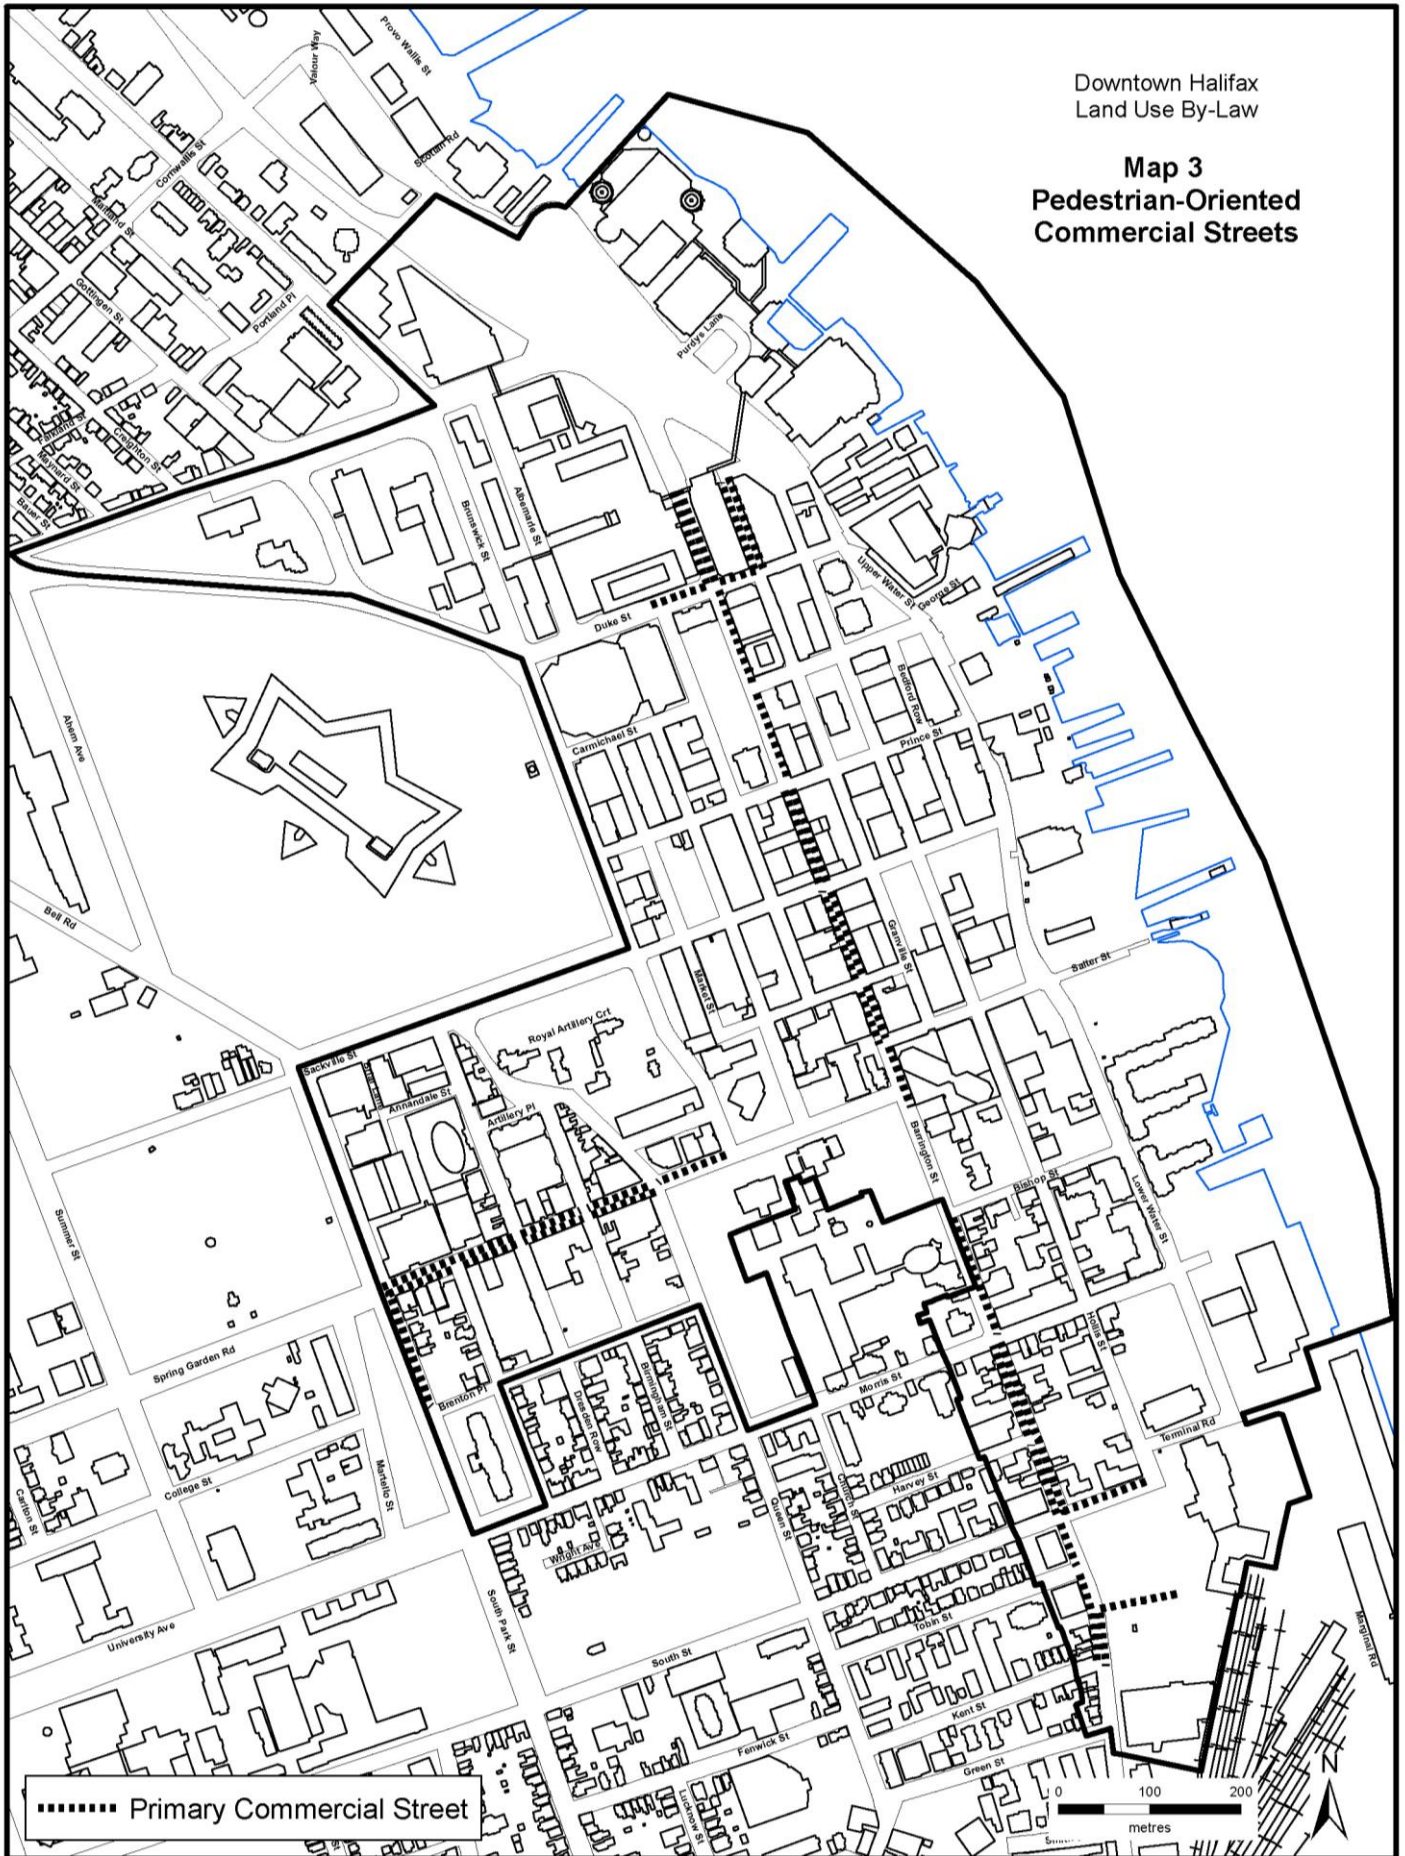 Downtown Halifax
Land Use By-Law
Map 3
Pedestrian-Oriented
Commercial Streets
Provo Wallis St
Valour Way
Scotian Rd
Cornwallis St
Maitland St
Gottingen St
Portland Pl
Purdys Lane
Creighton St
Maynard St
Bauer St
Brunswick St
Albemarle St
Upper Water St
George St
Duke St
Bedford Row
Ahern Ave
Carmichael St
Prince St
Bell Rd
Granville St
Market St
Salter St
Royal Artillery Crt
Sackville St
Annandale St
Artillery Pl
Barrington St
Bishop St
Lower Water St
Summer St
Hollis St
Spring Garden Rd
Brenton Pl
Birmingham St
Dresden Row
Morris St
Terminal Rd
College St
Martello St
Carlton St
Queen St
Church St
Harvey St
Wright Ave
South Park St
Tobin St
University Ave
South St
Marginal Rd
Kent St
Fenwick St
Green St
Lucknow St
Primary Commercial Street
N
0 100 200
metres